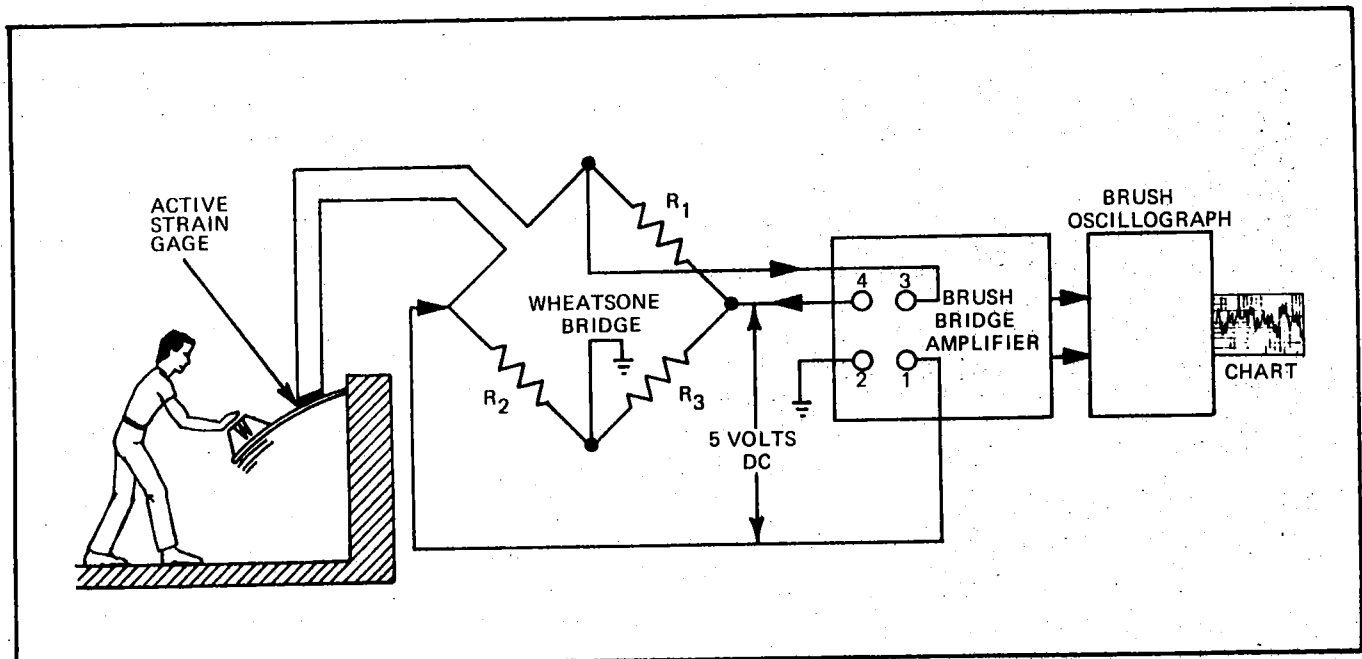 ACTIVE
STRAIN
GAGE
W
R1
WHEATSONE
BRIDGE
R2
R3
5 VOLTS
DC
4 3
2 1
BRUSH
BRIDGE
AMPLIFIER
BRUSH
OSCILLOGRAPH
CHART